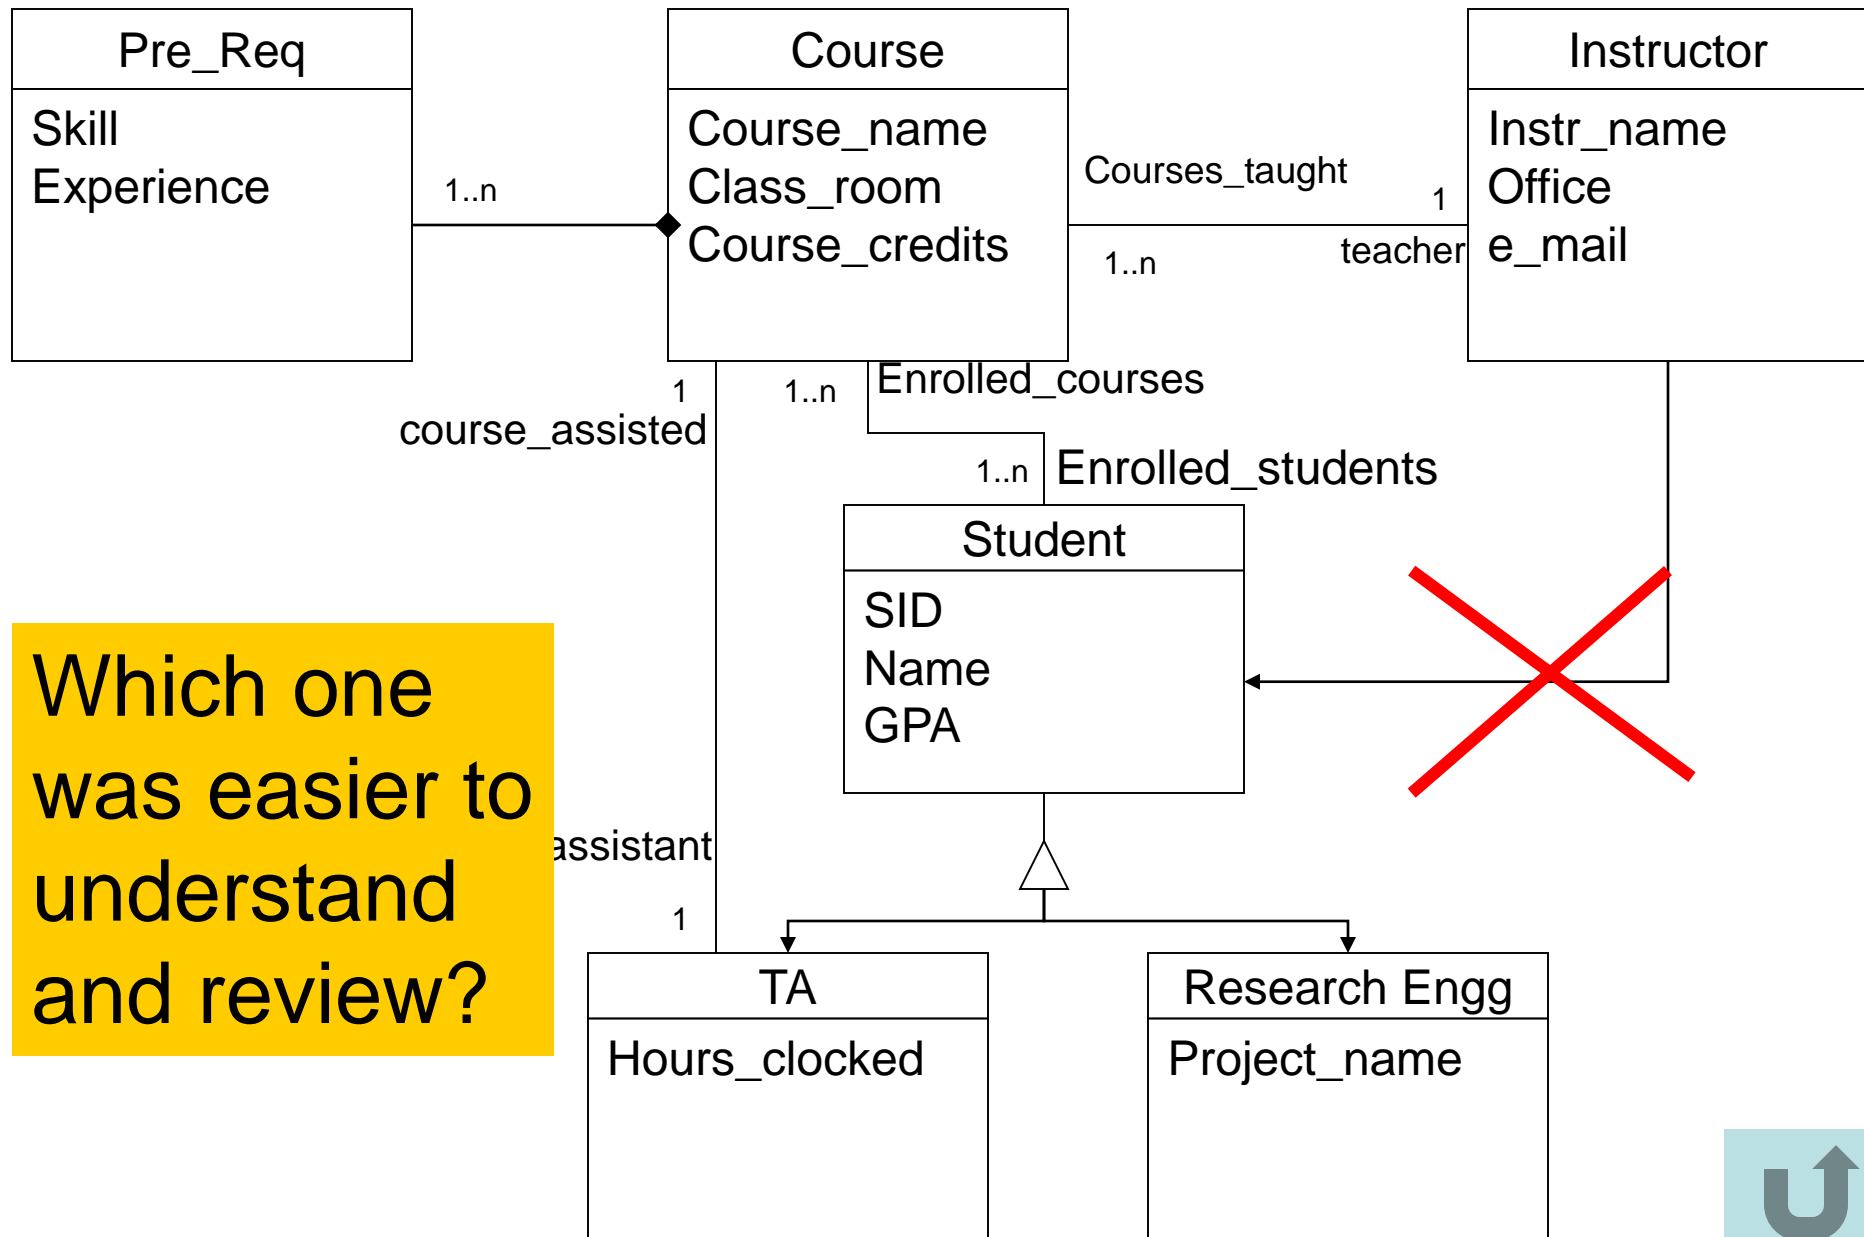 Pre_Req
Skill
Experience
1..n
Course
Course_name
Class_room
Course_credits
Courses_taught
1..n
1
teacher
Instructor
Instr_name
Office
e_mail
1
course_assisted
1..n
Enrolled_courses
1..n
Enrolled_students
Student
SID
Name
GPA
Which one
was easier to
understand
and review?
assistant
1
TA
Hours_clocked
Research Engg
Project_name